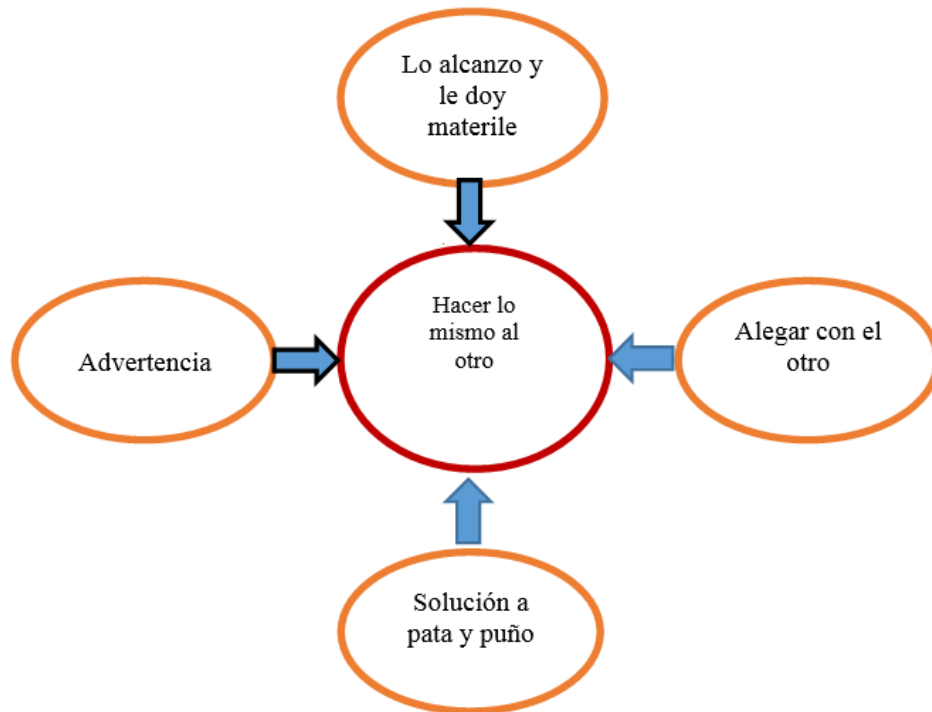 Lo alcanzo y
le doy
materile
Hacer lo
mismo al
otro
Advertencia
Alegar con el
otro
Solución a
pata y puño